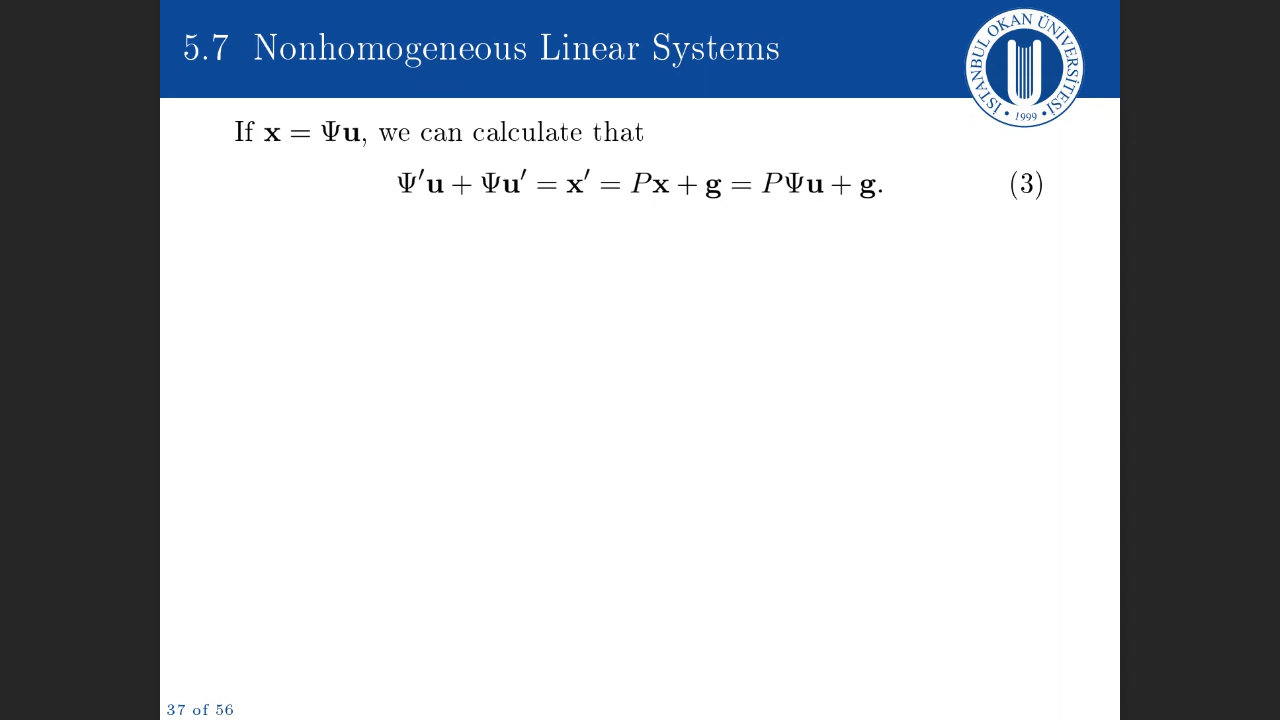 5.7 Nonhomogeneous Linear Systems
İSTANBUL OKAN ÜNİVERSİTESİ
• 1999 •
If x = Ψu, we can calculate that
Ψ′u + Ψu′ = x′ = Px + g = PΨu + g. (3)
37 of 56